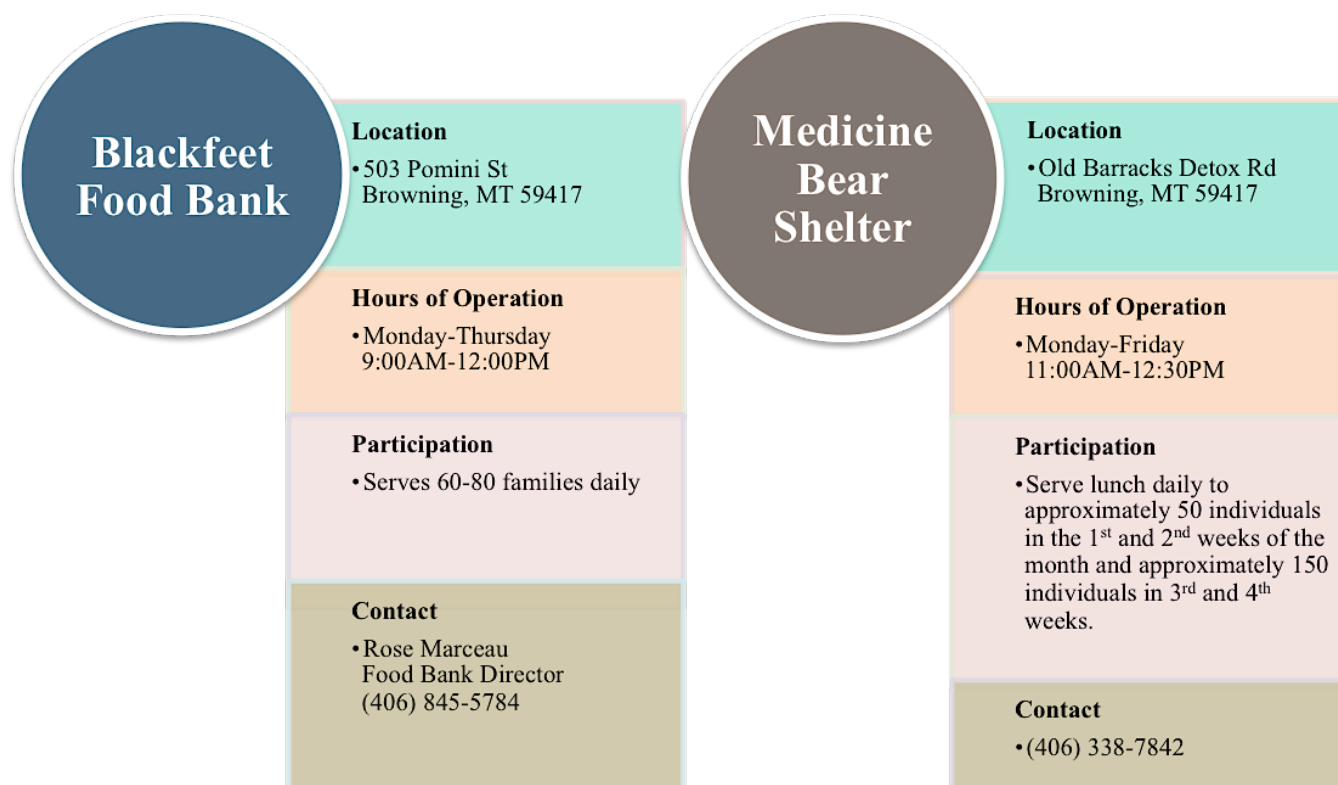 Blackfeet
Food Bank
Location
•503 Pomini St
Browning, MT 59417
Hours of Operation
•Monday-Thursday
9:00AM-12:00PM
Participation
•Serves 60-80 families daily
Contact
•Rose Marceau
Food Bank Director
(406) 845-5784
Medicine
Bear
Shelter
Location
•Old Barracks Detox Rd
Browning, MT 59417
Hours of Operation
•Monday-Friday
11:00AM-12:30PM
Participation
•Serve lunch daily to
approximately 50 individuals
in the 1st and 2nd weeks of the
month and approximately 150
individuals in 3rd and 4th
weeks.
Contact
•(406) 338-7842